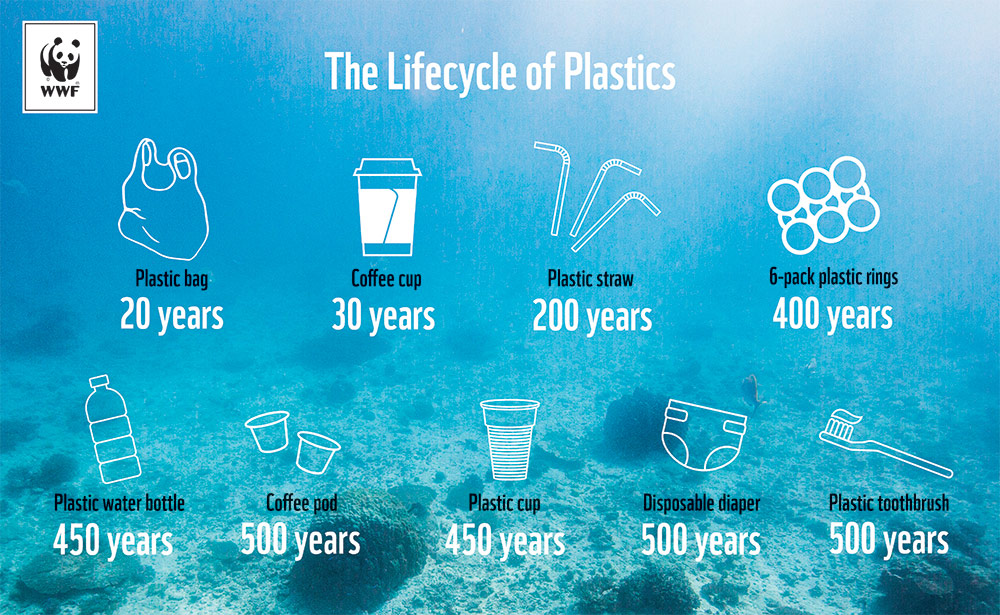 WWF
The Lifecycle of Plastics
Plastic bag
20 years
Coffee cup
30 years
Plastic straw
200 years
6-pack plastic rings
400 years
Plastic water bottle
450 years
Coffee pod
500 years
Plastic cup
450 years
Disposable diaper
500 years
Plastic toothbrush
500 years